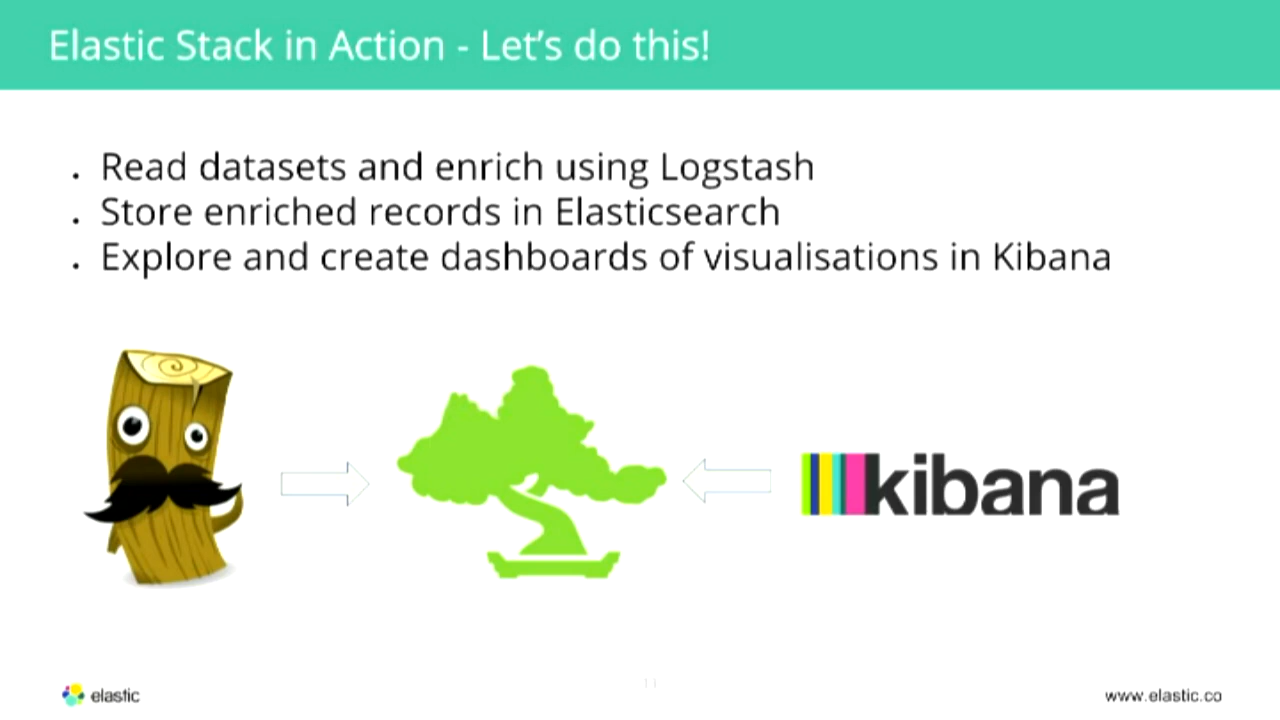 Elastic Stack in Action - Let's do this!
. Read datasets and enrich using Logstash
. Store enriched records in Elasticsearch
. Explore and create dashboards of visualisations in Kibana
kibana
elastic
11
www.elastic.co